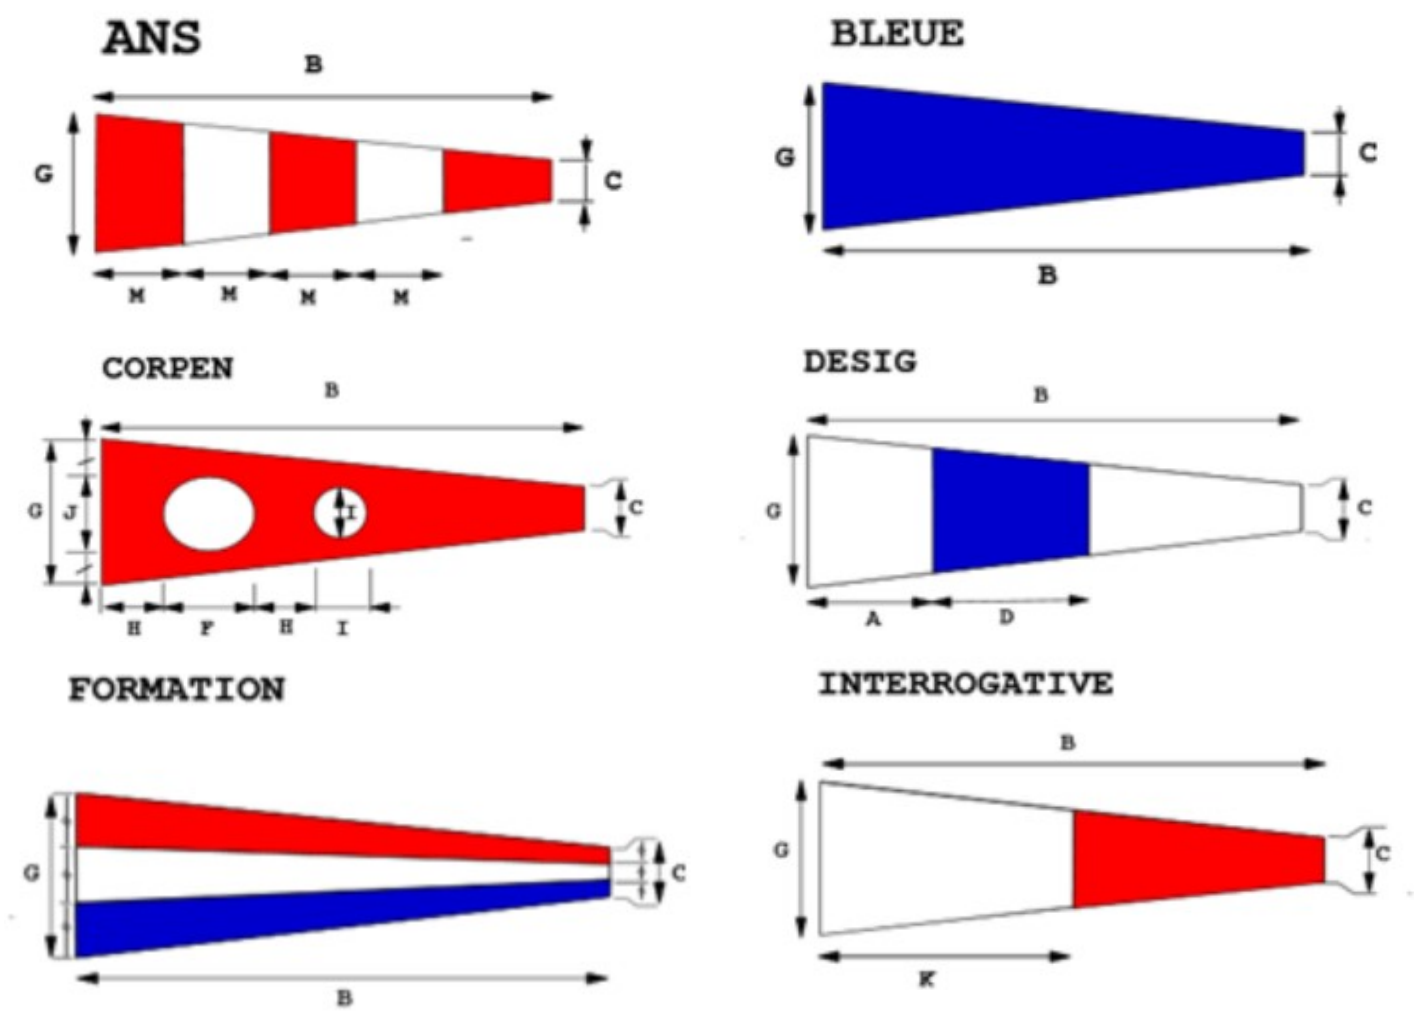 ANS
B
G
C
M M M M
BLEUE
G
C
B
CORPEN
B
G J I C
H F H I
DESIG
B
G
C
A D
FORMATION
G
C
B
INTERROGATIVE
B
G
C
K